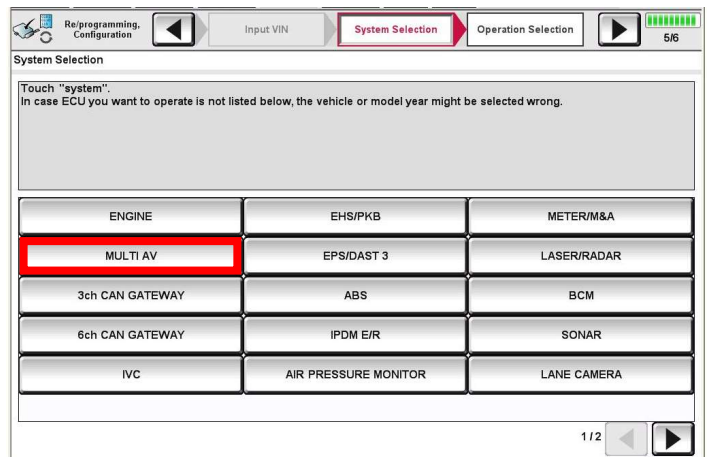 Re/programming,
Configuration
Input VIN
System Selection
Operation Selection
5/6
System Selection
Touch "system".
In case ECU you want to operate is not listed below, the vehicle or model year might be selected wrong.
ENGINE
EHS/PKB
METER/M&A
MULTI AV
EPS/DAST 3
LASER/RADAR
3ch CAN GATEWAY
ABS
BCM
6ch CAN GATEWAY
IPDM E/R
SONAR
IVC
AIR PRESSURE MONITOR
LANE CAMERA
1/2